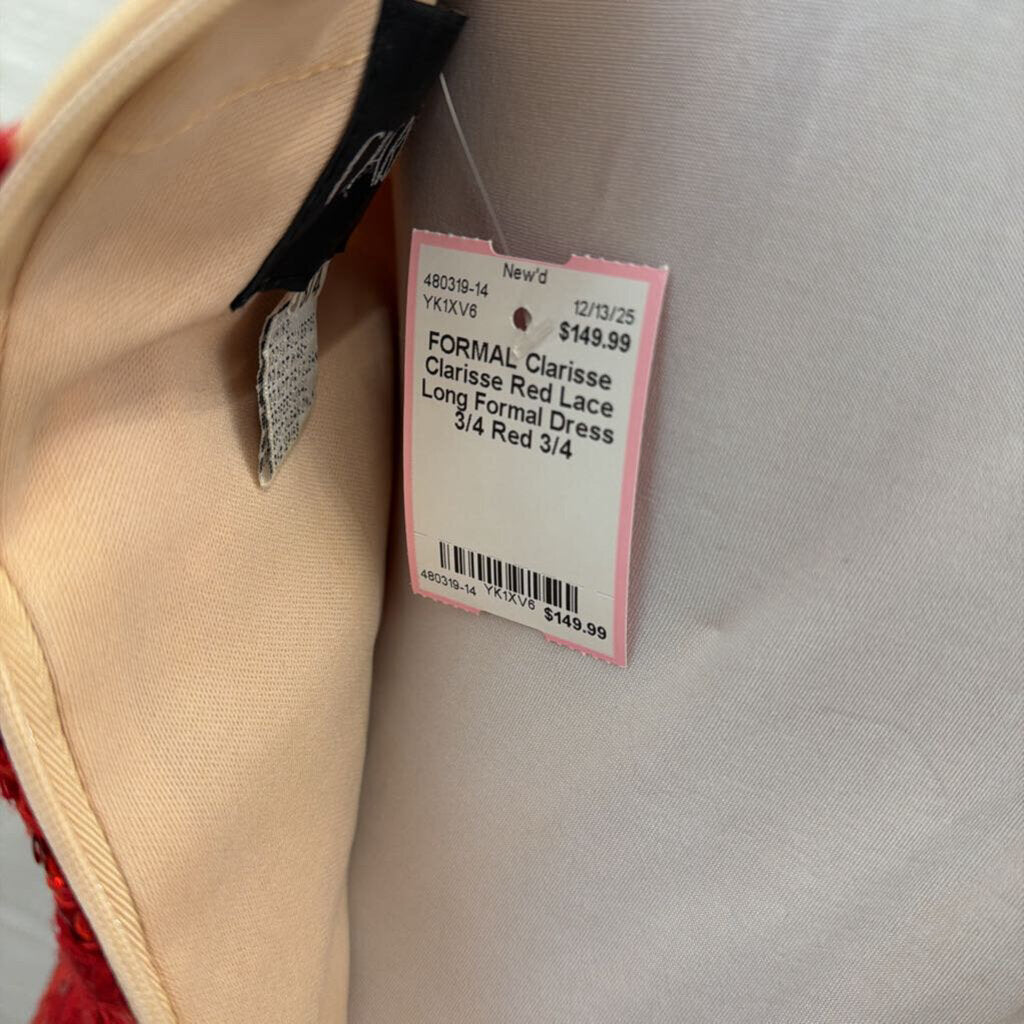 New'd
480319-14
12/13/25
YK1XV6
$149.99
FORMAL Clarisse
Clarisse Red Lace
Long Formal Dress
3/4 Red 3/4
480319-14 YK1XV6 $149.99